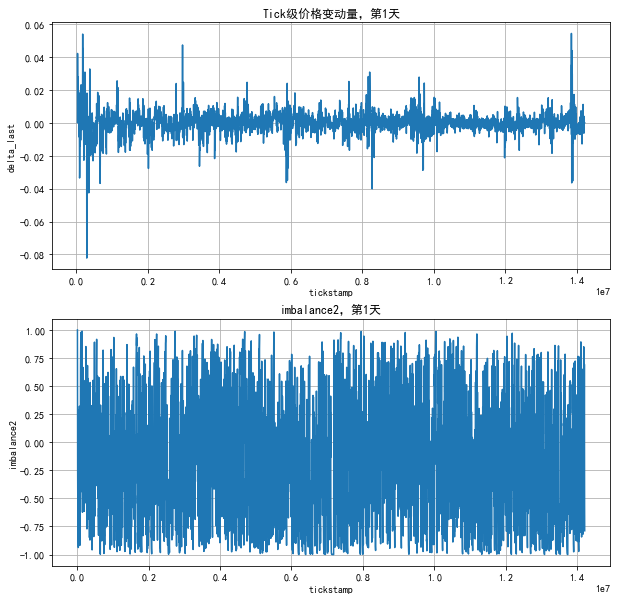 Tick级价格变动量, 第1天
0.06
0.04
0.02
0.00
−0.02
−0.04
−0.06
−0.08
delta_last
0.0 0.2 0.4 0.6 0.8 1.0 1.2 1.4
1e7
tickstamp
imbalance2, 第1天
1.00
0.75
0.50
0.25
0.00
−0.25
−0.50
−0.75
−1.00
imbalance2
0.0 0.2 0.4 0.6 0.8 1.0 1.2 1.4
1e7
tickstamp